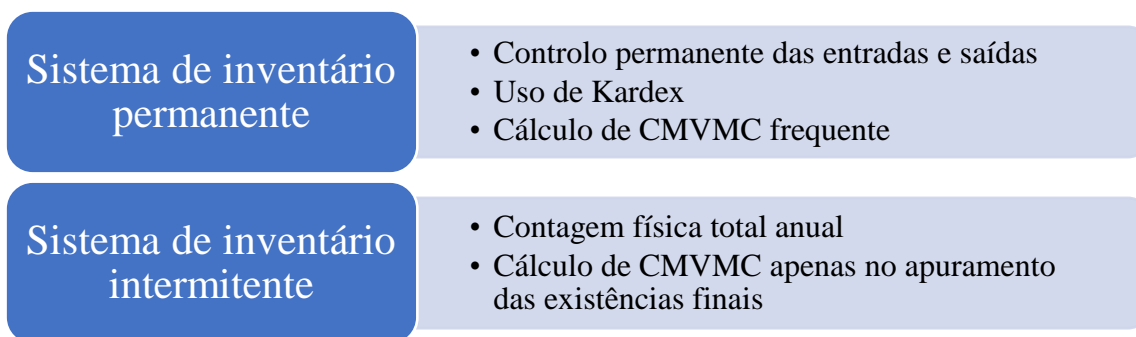 Sistema de inventário
permanente
• Controlo permanente das entradas e saídas
• Uso de Kardex
• Cálculo de CMVMC frequente
Sistema de inventário
intermitente
• Contagem física total anual
• Cálculo de CMVMC apenas no apuramento
das existências finais